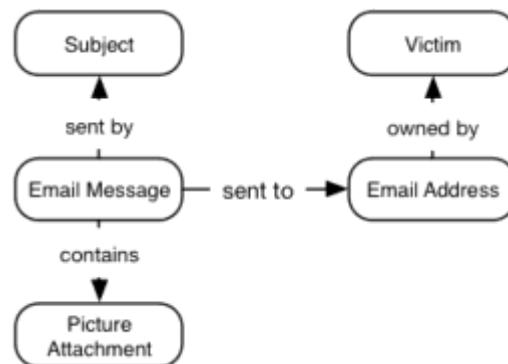 Subject
Victim
sent by
owned by
Email Message
sent to
Email Address
contains
Picture
Attachment